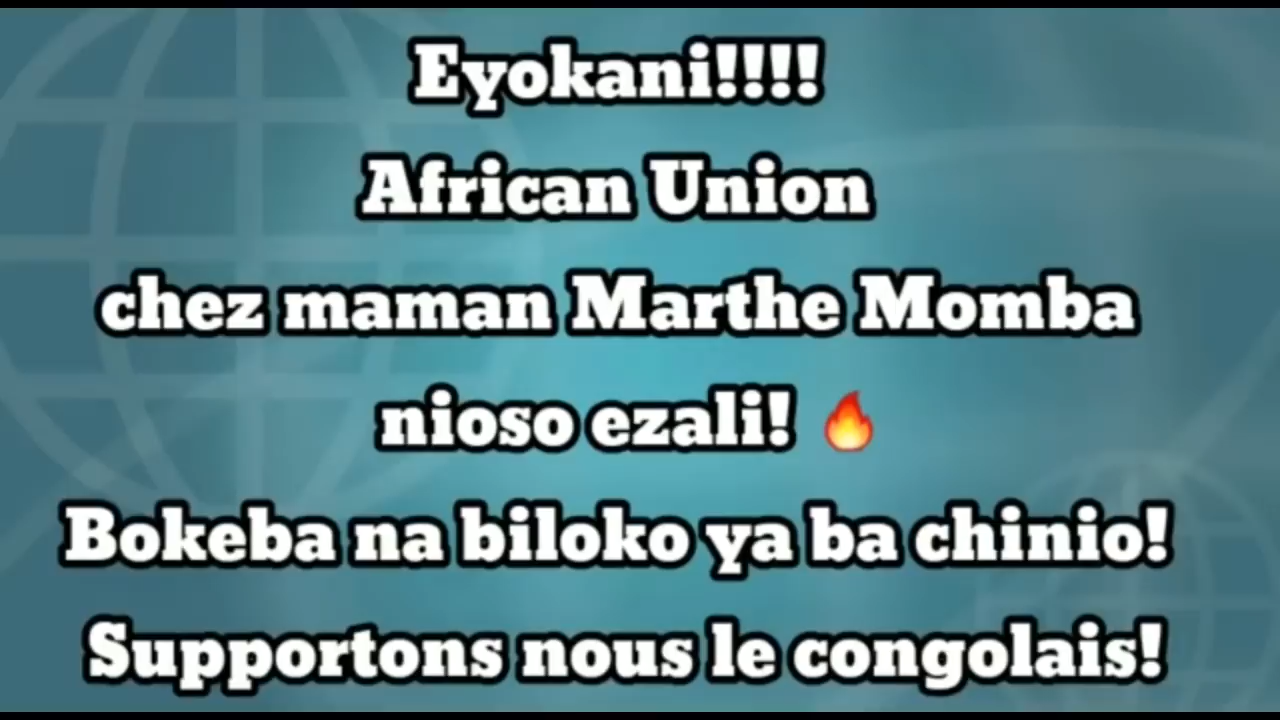 Eyokani!!!!
African Union
chez maman Marthe Momba
nioso ezali! 🔥
Bokeba na biloko ya ba chinio!
Supportons nous le congolais!